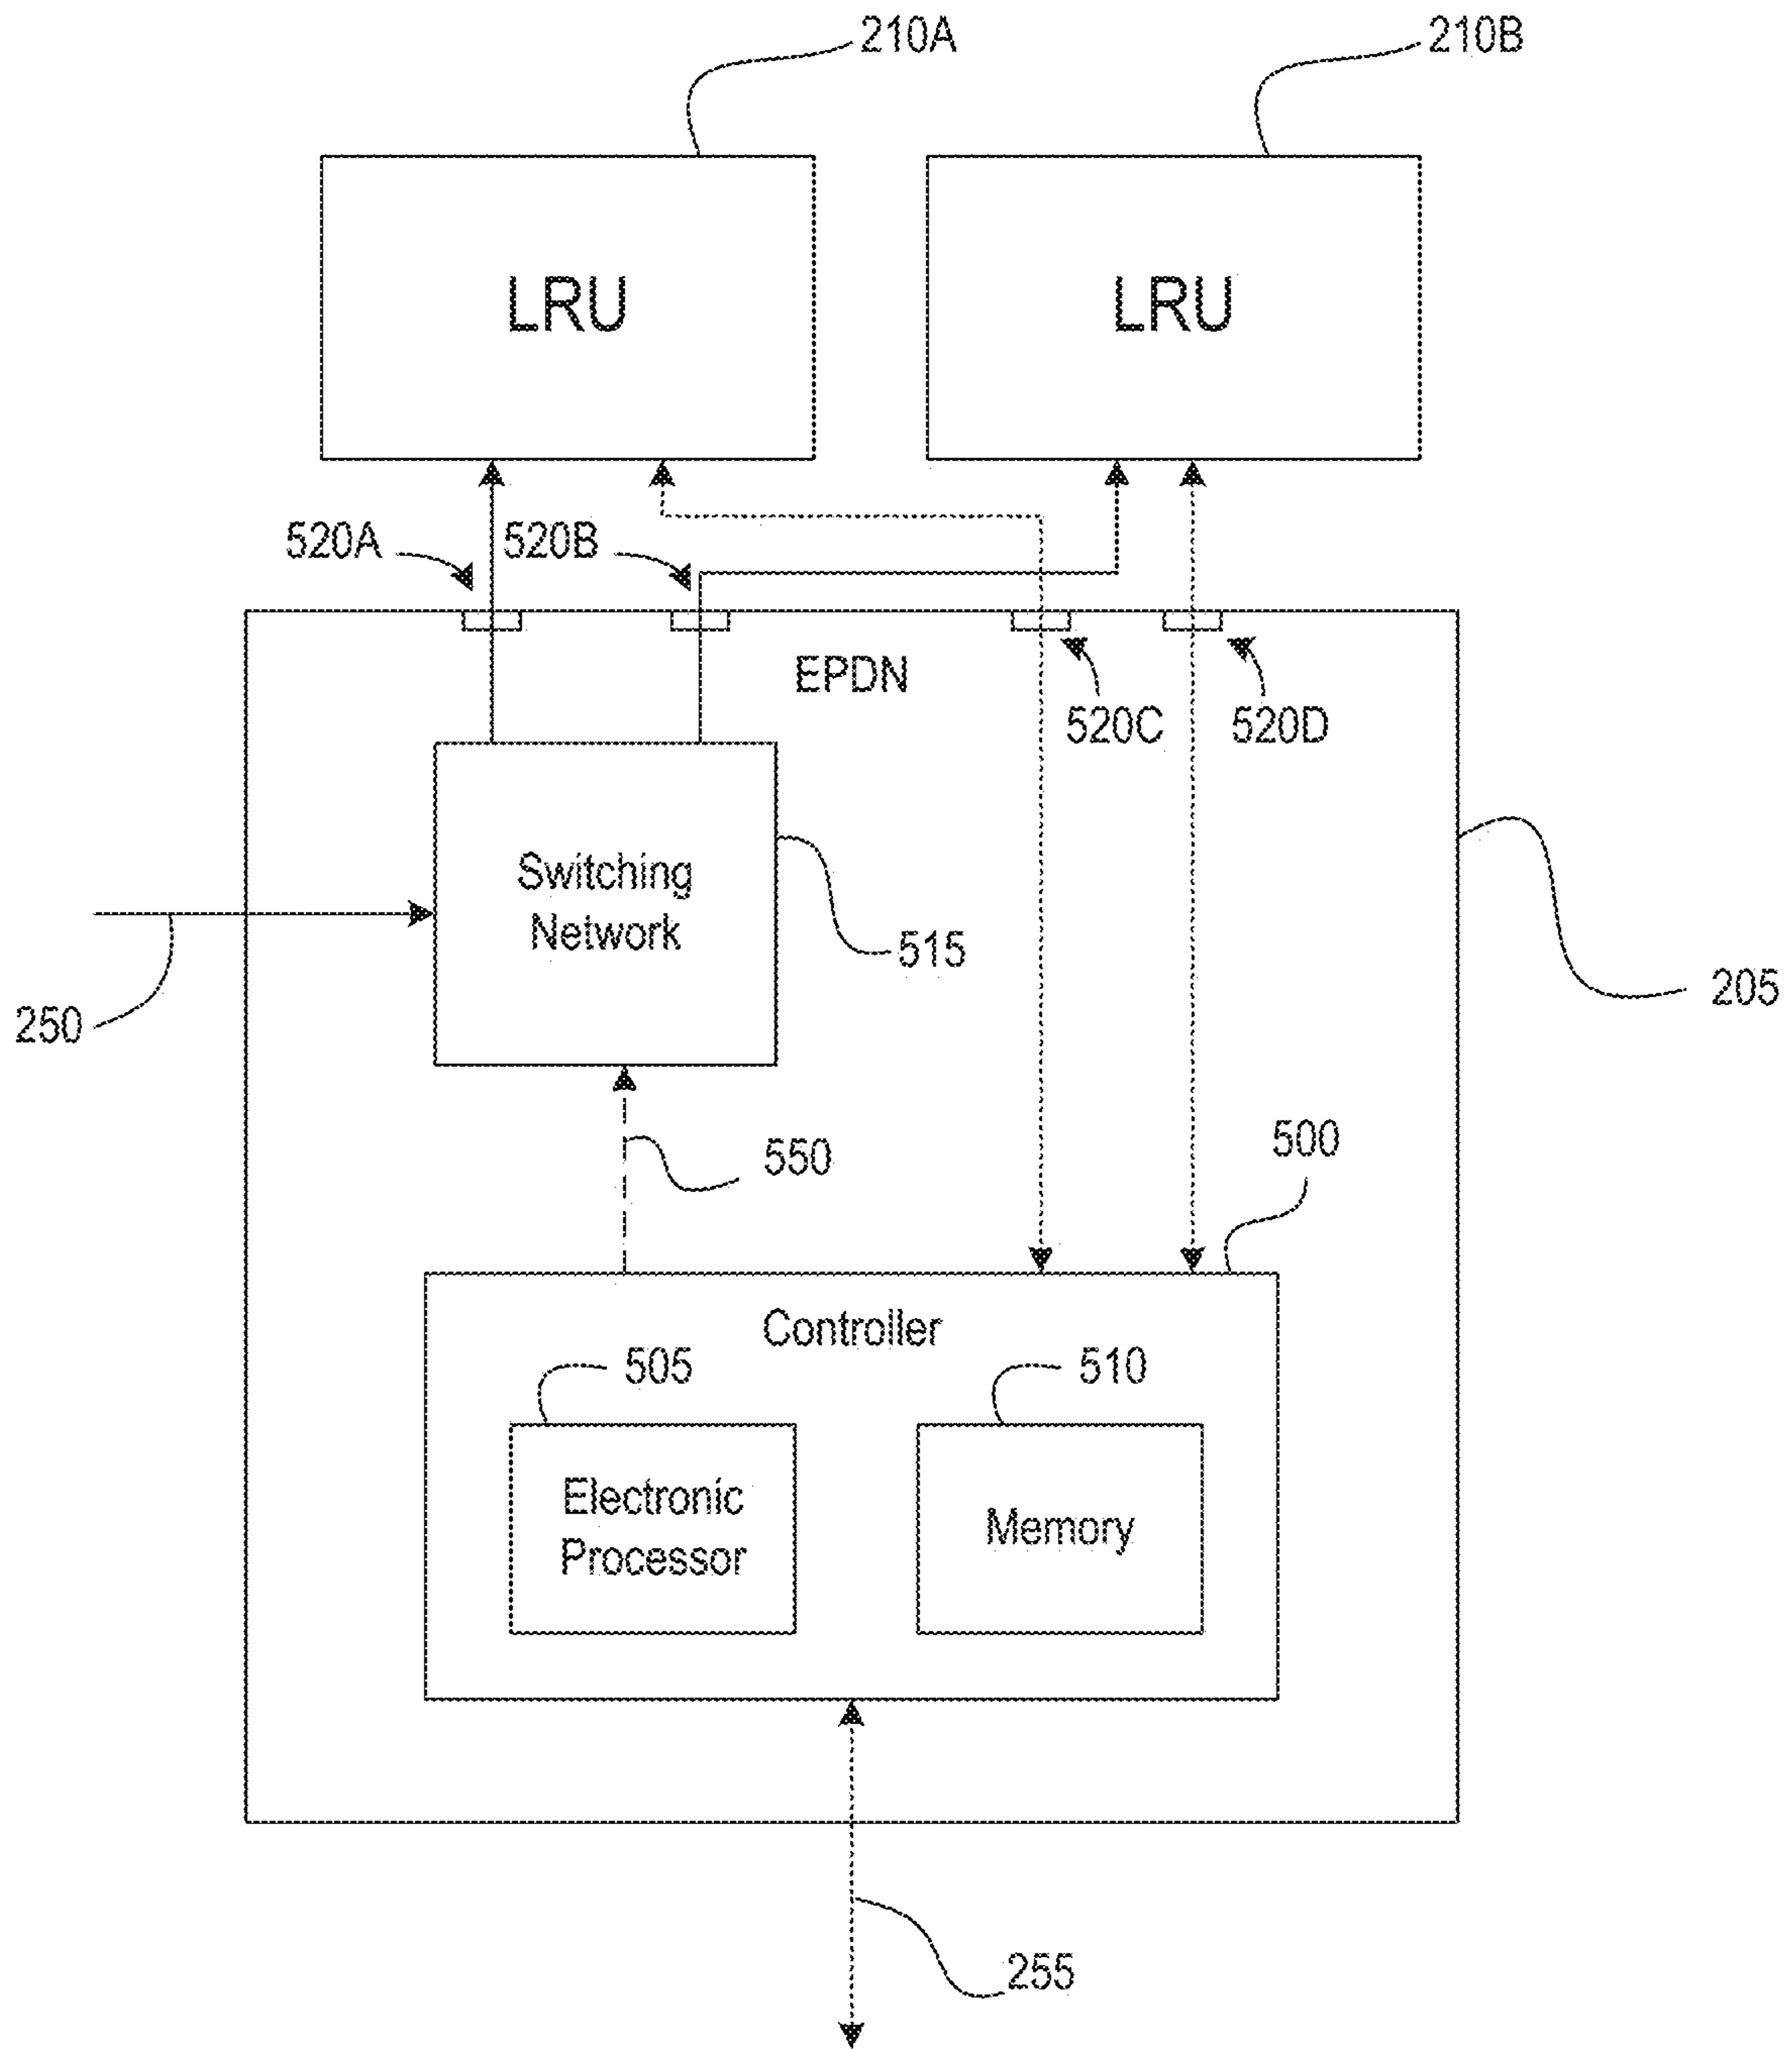 210A
210B
LRU
LRU
520A
520B
EPDN
520C
520D
Switching
Network
515
250
205
550
500
Controller
505
510
Electronic
Processor
Memory
255